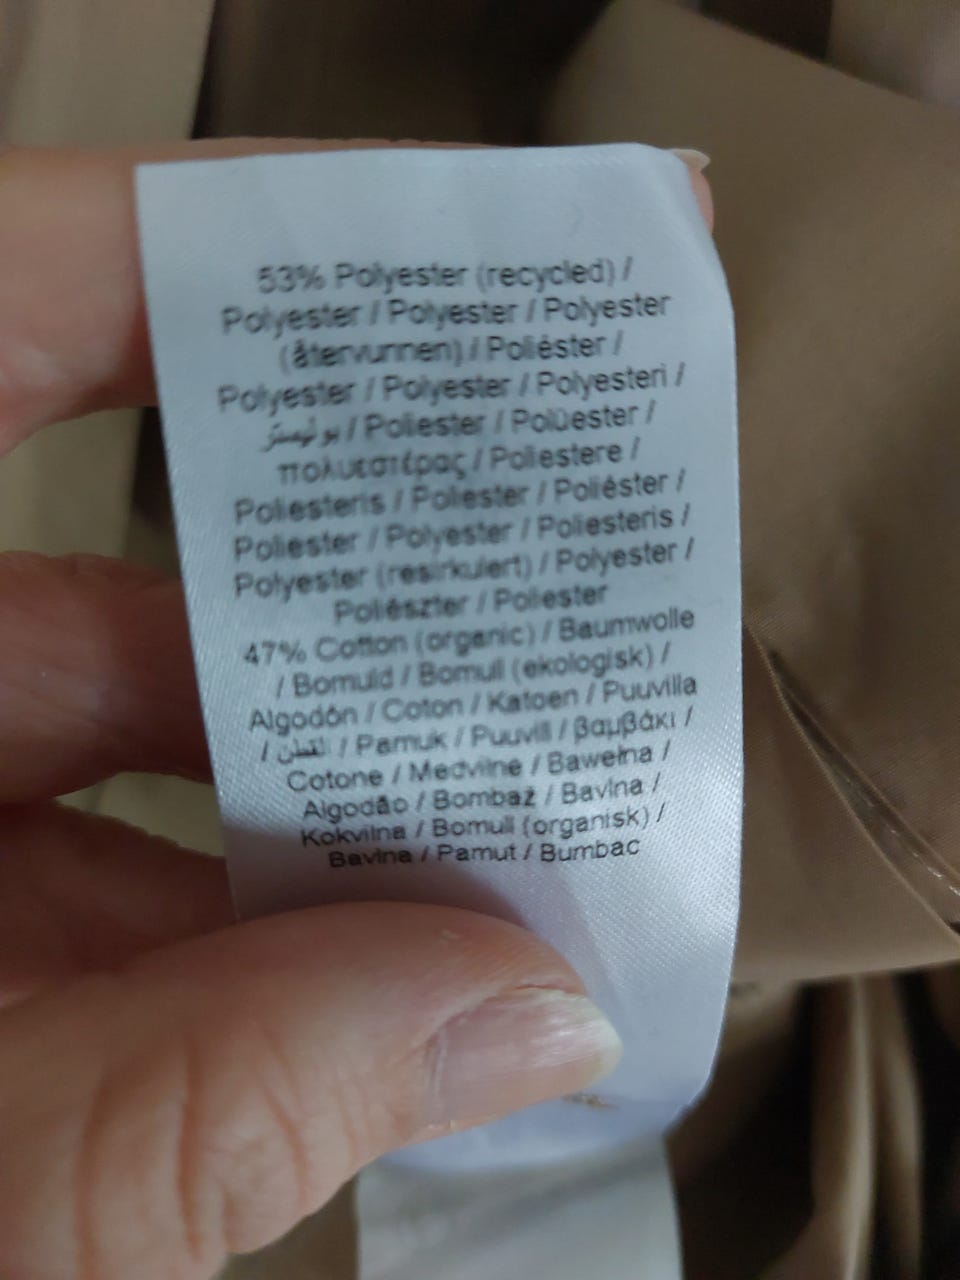 53% Polyester (recycled) /
Polyester / Polyester / Polyester
(återvunnen) / Poliéster /
Polyester / Polyester / Polyesteri /
/ Poliester / Polüester /
πολυεστέρας / Poliestere /
Poliesteris / Poliester / Poliéster /
Poliester / Polyester / Poliesteris /
Polyester (resirkulert) / Polyester /
Poliészter / Poliester
47% Cotton (organic) / Baumwolle
/ Bomuld / Bomull (ekologisk) /
Algodón / Coton / Katoen / Puuvilla
/ القطن / Pamuk / Puuvill / βαμβάκι /
Cotone / Medvilnė / Bawełna /
Algodão / Bombaž / Bavlna /
Kokvilna / Bomull (organisk) /
Bavlna / Pamut / Bumbac